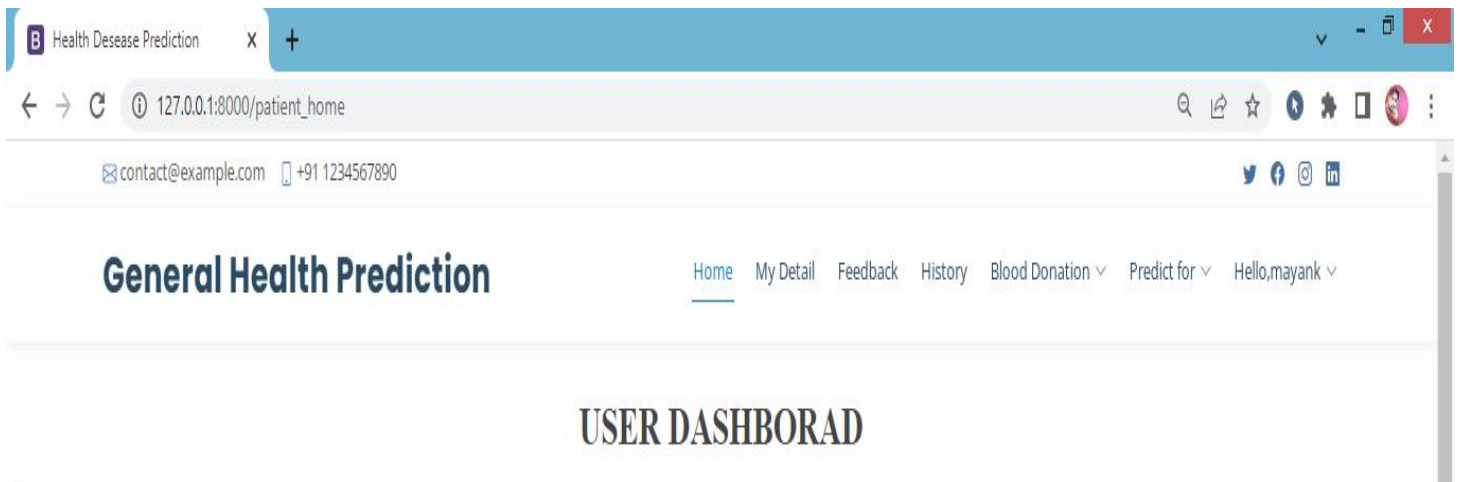 B Health Desease Prediction
127.0.0.1:8000/patient_home
contact@example.com +91 1234567890
in
General Health Prediction Home My Detail Feedback History Blood Donation Predict for Hello,mayank
USER DASHBORAD